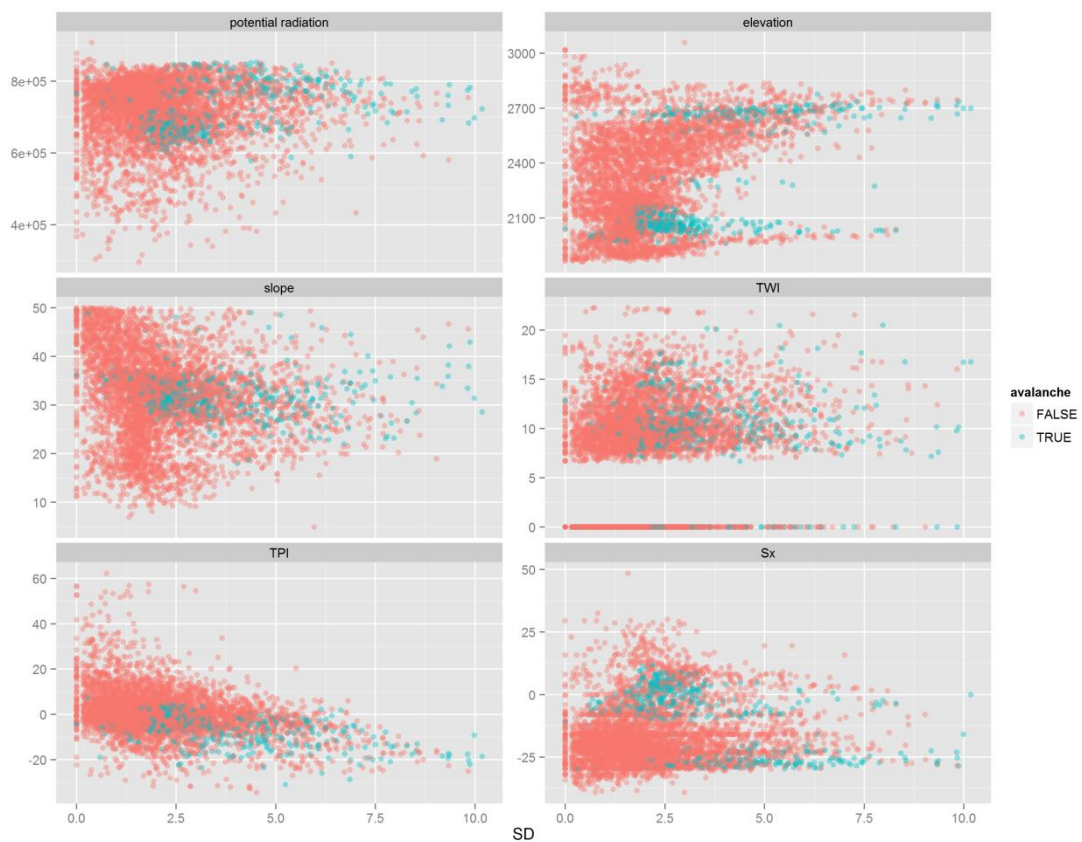 potential radiation
8e+05
6e+05
4e+05
elevation
3000
2700
2400
2100
slope
50
40
30
20
10
TWI
20
15
10
5
0
avalanche
FALSE
TRUE
TPI
60
40
20
0
-20
0.0 2.5 5.0 7.5 10.0
Sx
50
25
0
-25
0.0 2.5 5.0 7.5 10.0
SD